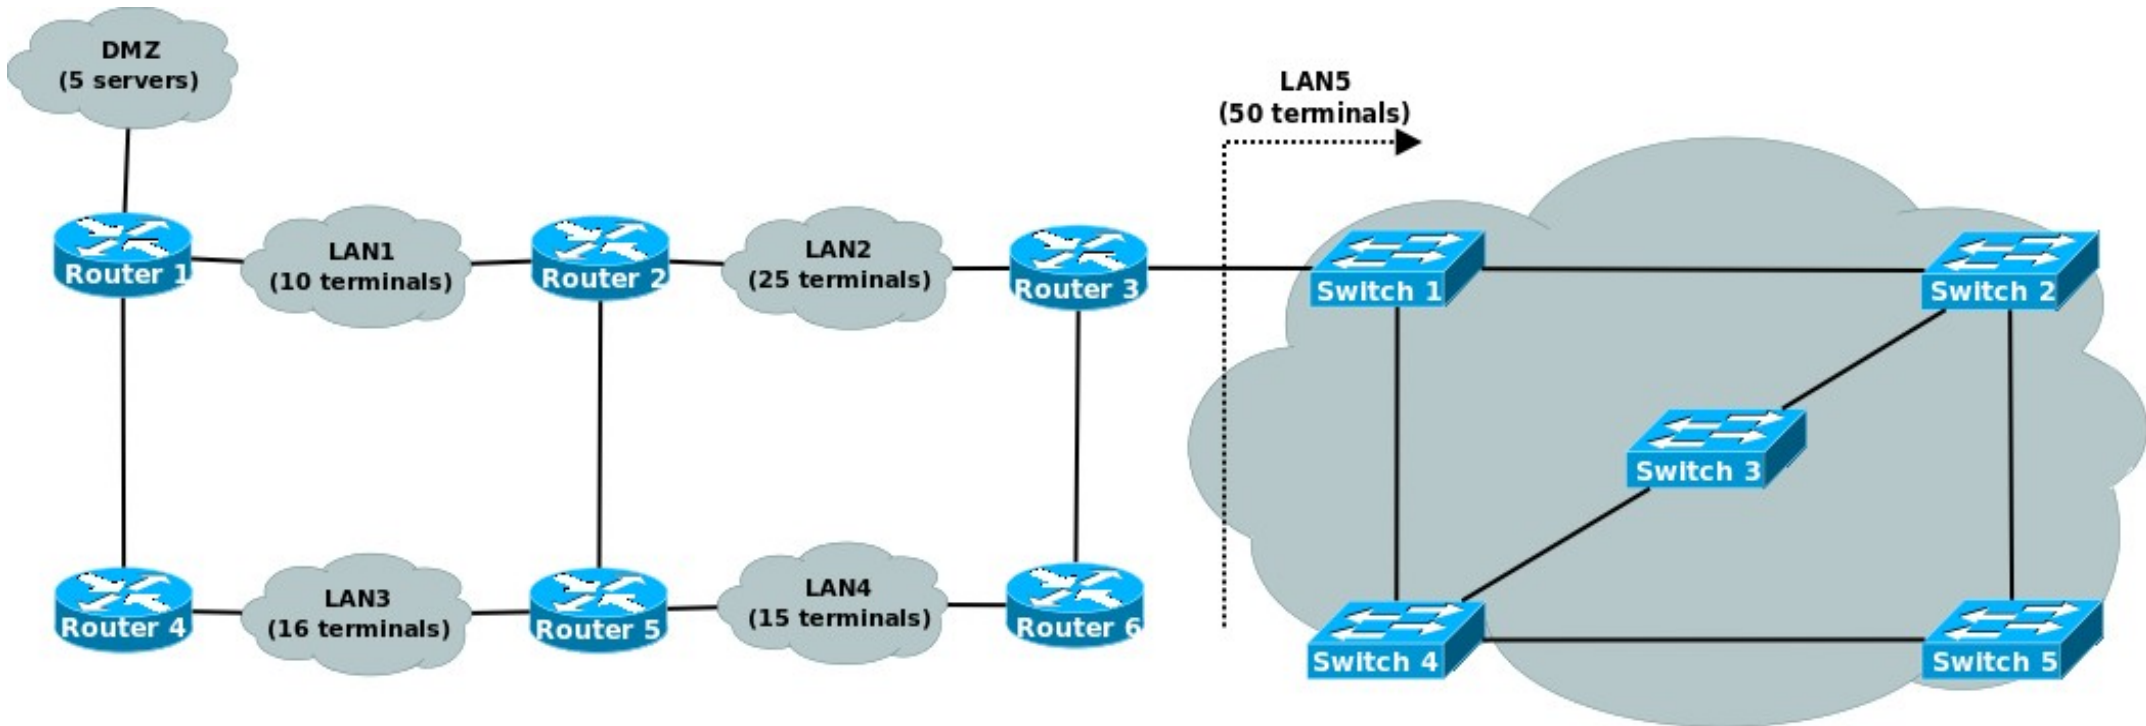 DMZ
(5 servers)
LAN5
(50 terminals)
Router 1
LAN1
(10 terminals)
Router 2
LAN2
(25 terminals)
Router 3
Switch 1
Switch 2
Switch 3
Router 4
LAN3
(16 terminals)
Router 5
LAN4
(15 terminals)
Router 6
Switch 4
Switch 5